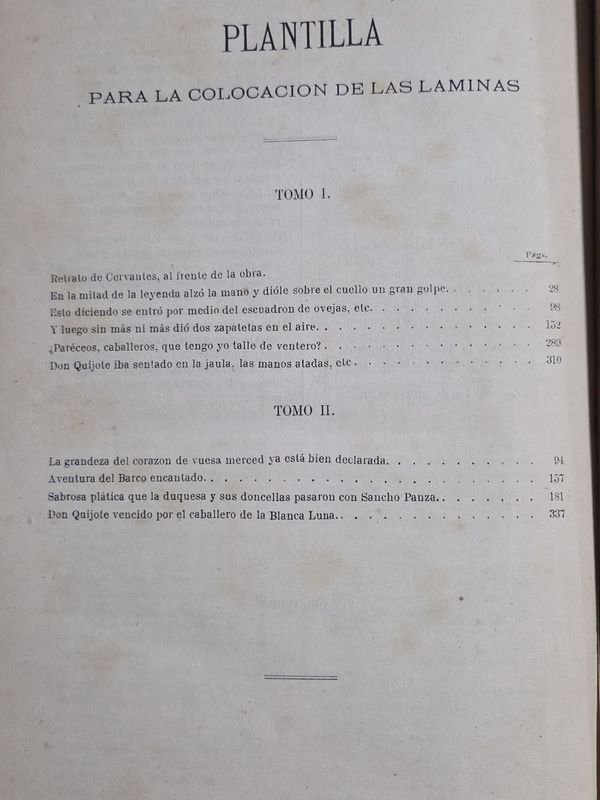 PLANTILLA
PARA LA COLOCACION DE LAS LAMINAS
TOMO I.
Págs.
Retrato de Cervantes, al frente de la obra.
En la mitad de la leyenda alzó la mano y dióle sobre el cuello un gran golpe. . . . . . . 28
Esto diciendo se entró por medio del escuadron de ovejas, etc. . . . . . . . . . . . 98
Y luego sin más ni más dió dos zapatetas en el aire. . . . . . . . . . . . . . . 152
¿Paréceos, caballeros, que tengo yo talle de ventero? . . . . . . . . . . . . . . 289
Don Quijote iba sentado en la jaula, las manos atadas, etc . . . . . . . . . . . . 310
TOMO II.
La grandeza del corazon de vuesa merced ya está bien declarada. . . . . . . . . . . 94
Aventura del Barco encantado. . . . . . . . . . . . . . . . . . . . . . . 157
Sabrosa plática que la duquesa y sus doncellas pasaron con Sancho Panza. . . . . . . . 181
Don Quijote vencido por el caballero de la Blanca Luna. . . . . . . . . . . . . . 337